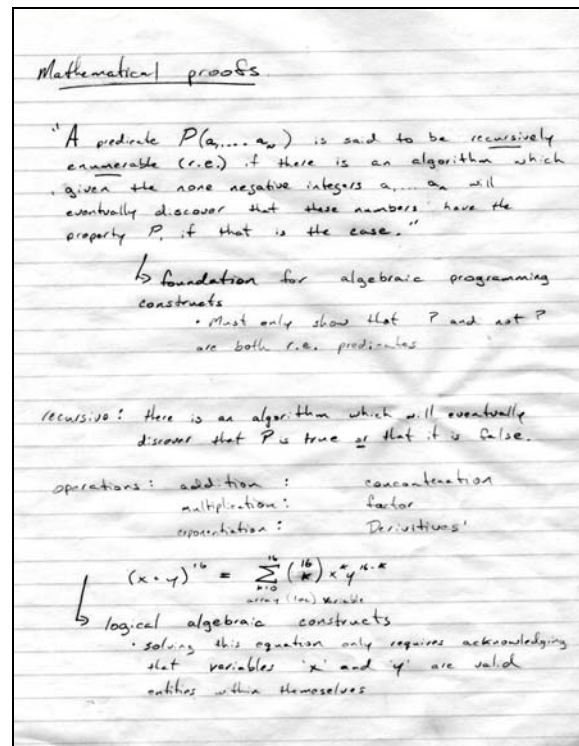 Mathematical proofs
"A predicate P(a,.... aₙ) is said to be recursively
enumerable (r.e.) if there is an algorithm which
given the none negative integers a,... aₙ will
eventually discover that these numbers have the
property P, if that is the case."
↳ foundation for algebraic programming
constructs
• Must only show that P and not P
are both r.e. predicates
recursive: there is an algorithm which will eventually
discover that P is true or that it is false.
operations: addition : concatenation
multiplication: factor
exponentiation: Derivitives'
(x + y)¹⁶ = Σ (16 k) xᵏ y¹⁶⁻ᵏ
k=0 16
array (loc) variable
↳ logical algebraic constructs
• solving this equation only requires acknowledging
that variables 'x' and 'y' are valid
entities within themselves